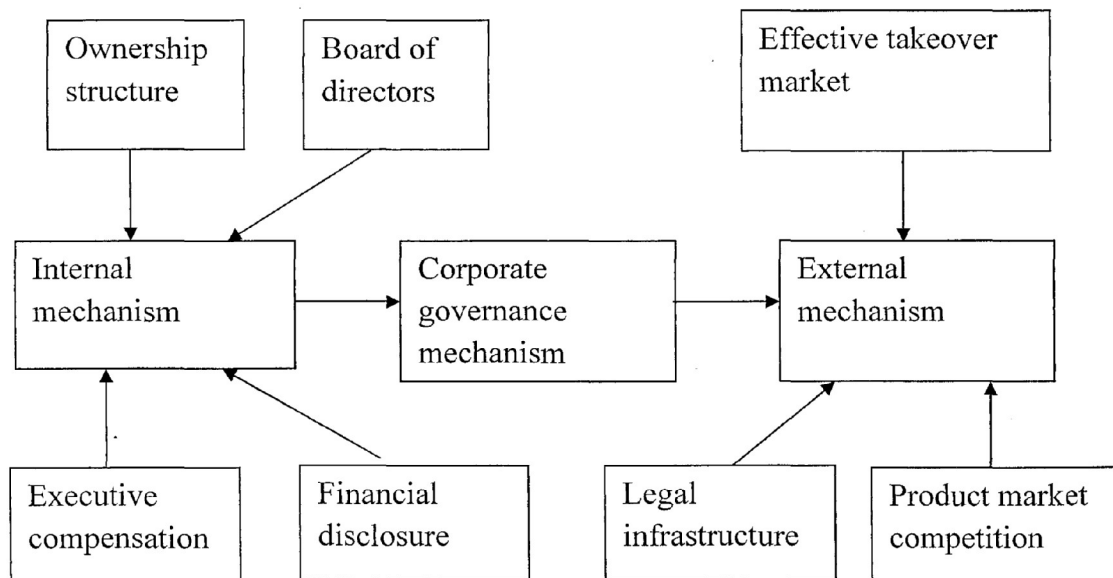 Ownership
structure
Board of
directors
Effective takeover
market
Internal
mechanism
Corporate
governance
mechanism
External
mechanism
Executive
compensation
Financial
disclosure
Legal
infrastructure
Product market
competition